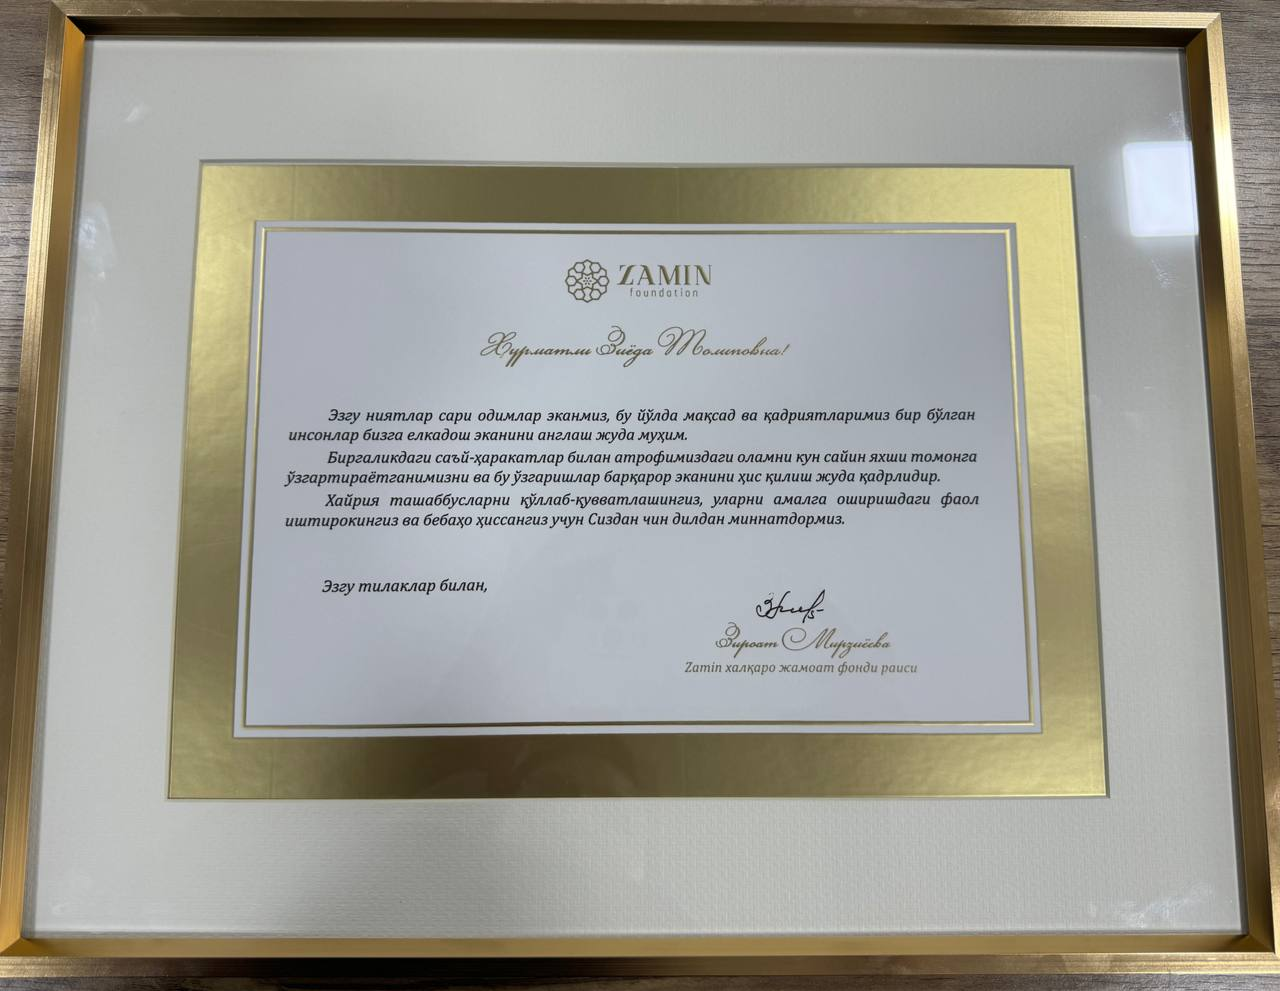 ZAMIN
foundation
Ҳурматли Зиёда Толиповна!
Эзгу ниятлар сари одимлар эканмиз, бу йўлда мақсад ва қадриятларимиз бир бўлган
инсонлар бизга елкадош эканини англаш жуда муҳим.
Биргаликдаги саъй-ҳаракатлар билан атрофимиздаги оламни кун сайин яхши томонга
ўзгартираётганимизни ва бу ўзгаришлар барқарор эканини ҳис қилиш жуда қадрлидир.
Хайрия ташаббусларни қўллаб-қувватлашингиз, уларни амалга оширишдаги фаол
иштирокингиз ва бебаҳо ҳиссангиз учун Сиздан чин дилдан миннатдормиз.
Эзгу тилаклар билан,
Зироат Мирзиёева
Zamin халқаро жамоат фонди раиси